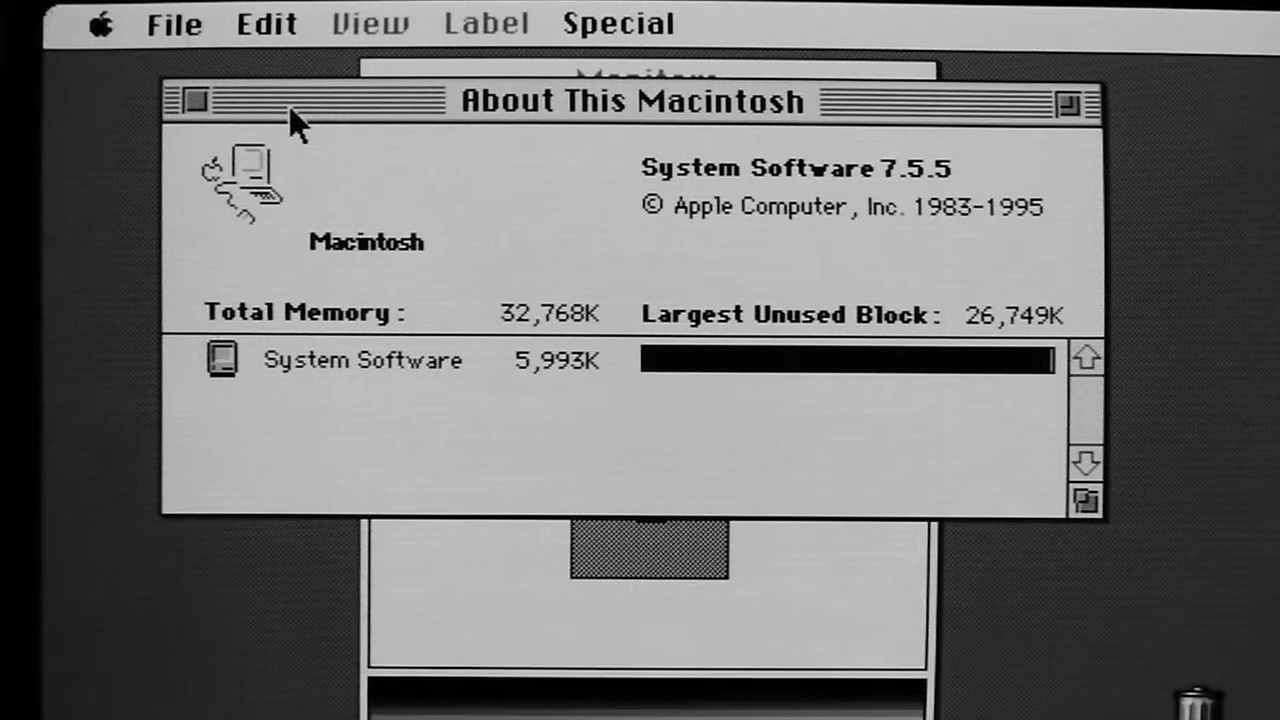 File Edit View Label Special
Monitors
About This Macintosh
System Software 7.5.5
© Apple Computer, Inc. 1983-1995
Macintosh
Total Memory: 32,768K Largest Unused Block: 26,749K
System Software 5,993K